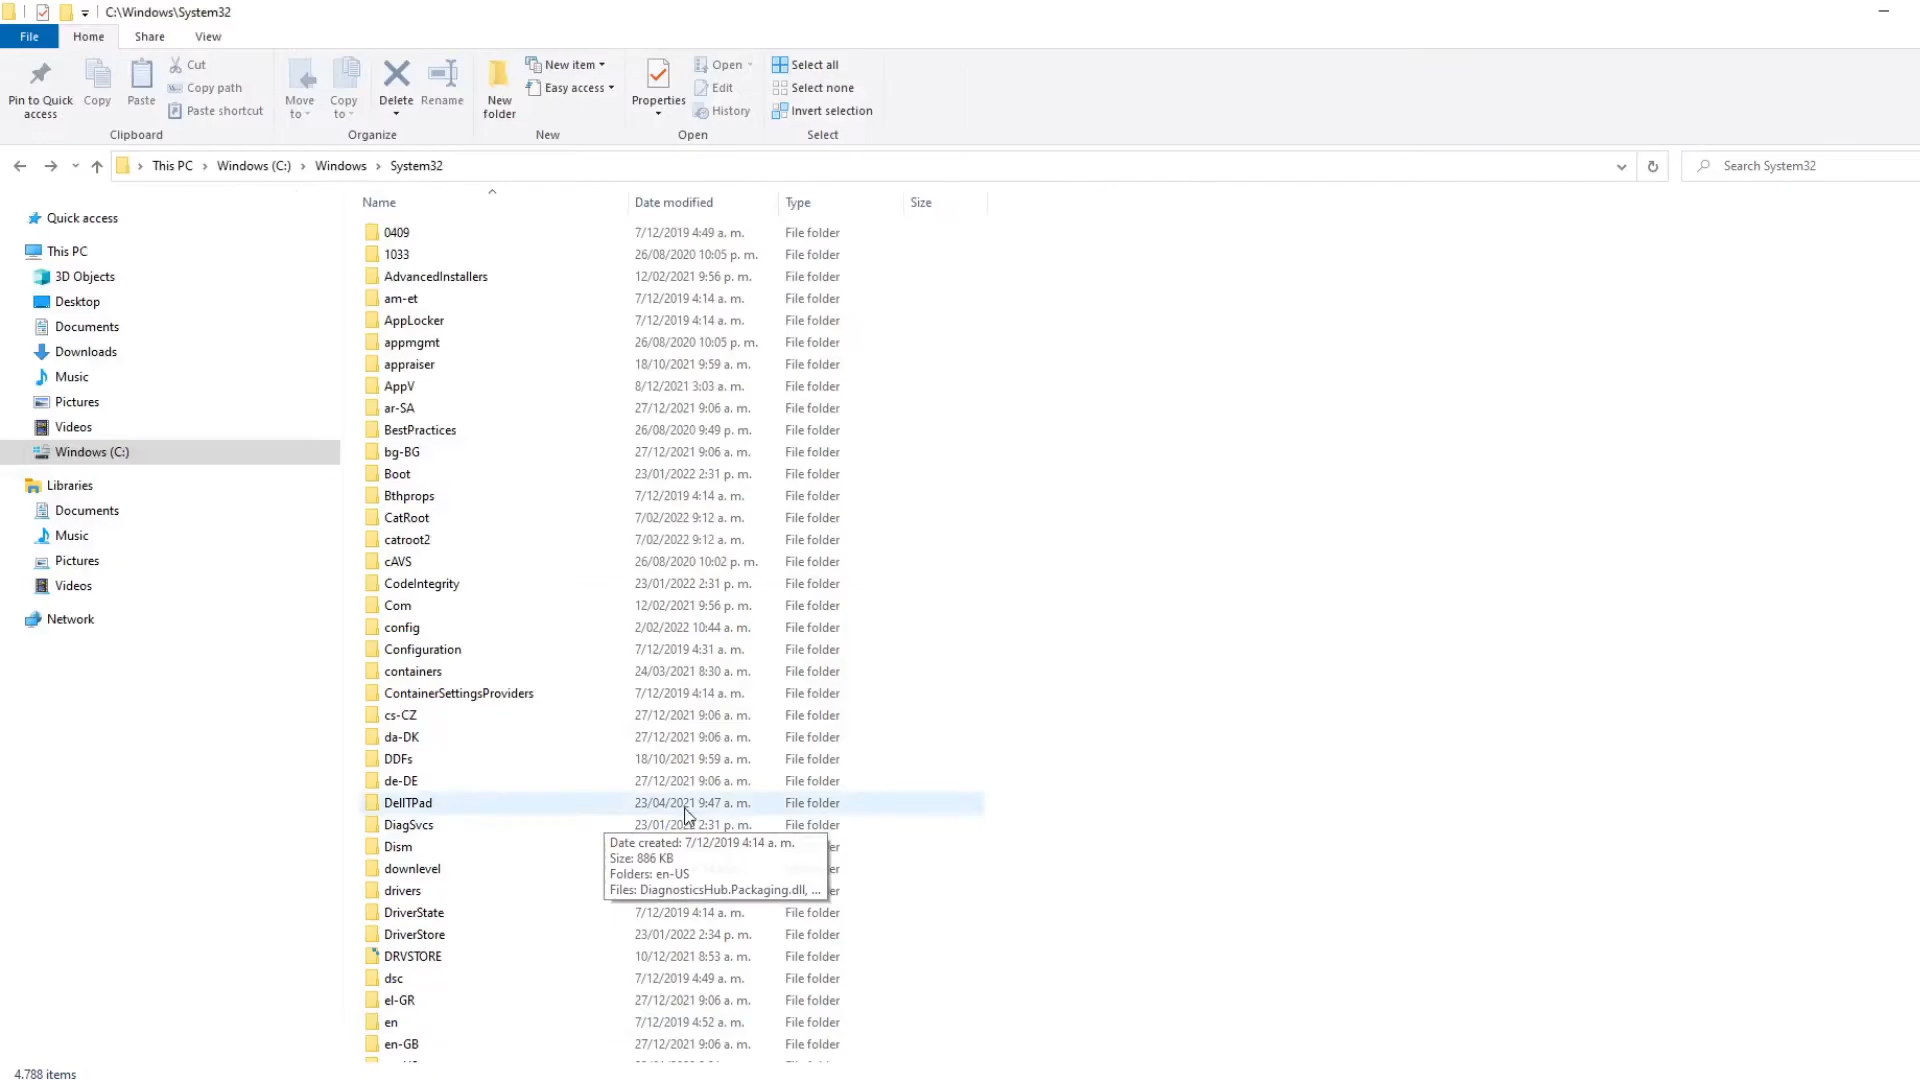 C:\Windows\System32
File Home Share View
Pin to Quick access
Copy
Paste
Cut
Copy path
Paste shortcut
Clipboard
Move to
Copy to
Delete
Rename
Organize
New folder
New item
Easy access
New
Properties
Open
Edit
History
Open
Select all
Select none
Invert selection
Select
This PC › Windows (C:) › Windows › System32
Search System32
Quick access
This PC
3D Objects
Desktop
Documents
Downloads
Music
Pictures
Videos
Windows (C:)
Libraries
Documents
Music
Pictures
Videos
Network
Name Date modified Type Size
0409 7/12/2019 4:49 a. m. File folder
1033 26/08/2020 10:05 p. m. File folder
AdvancedInstallers 12/02/2021 9:56 p. m. File folder
am-et 7/12/2019 4:14 a. m. File folder
AppLocker 7/12/2019 4:14 a. m. File folder
appmgmt 26/08/2020 10:05 p. m. File folder
appraiser 18/10/2021 9:59 a. m. File folder
AppV 8/12/2021 3:03 a. m. File folder
ar-SA 27/12/2021 9:06 a. m. File folder
BestPractices 26/08/2020 9:49 p. m. File folder
bg-BG 27/12/2021 9:06 a. m. File folder
Boot 23/01/2022 2:31 p. m. File folder
Bthprops 7/12/2019 4:14 a. m. File folder
CatRoot 7/02/2022 9:12 a. m. File folder
catroot2 7/02/2022 9:12 a. m. File folder
cAVS 26/08/2020 10:02 p. m. File folder
CodeIntegrity 23/01/2022 2:31 p. m. File folder
Com 12/02/2021 9:56 p. m. File folder
config 2/02/2022 10:44 a. m. File folder
Configuration 7/12/2019 4:31 a. m. File folder
containers 24/03/2021 8:30 a. m. File folder
ContainerSettingsProviders 7/12/2019 4:14 a. m. File folder
cs-CZ 27/12/2021 9:06 a. m. File folder
da-DK 27/12/2021 9:06 a. m. File folder
DDFs 18/10/2021 9:59 a. m. File folder
de-DE 27/12/2021 9:06 a. m. File folder
DellTPad 23/04/2021 9:47 a. m. File folder
DiagSvcs 23/01/2022 2:31 p. m. File folder
Dism
downlevel
drivers
Date created: 7/12/2019 4:14 a. m.
Size: 886 KB
Folders: en-US
Files: DiagnosticsHub.Packaging.dll, ...
DriverState 7/12/2019 4:14 a. m. File folder
DriverStore 23/01/2022 2:34 p. m. File folder
DRVSTORE 10/12/2021 8:53 a. m. File folder
dsc 7/12/2019 4:49 a. m. File folder
el-GR 27/12/2021 9:06 a. m. File folder
en 7/12/2019 4:52 a. m. File folder
en-GB 27/12/2021 9:06 a. m. File folder
4.788 items